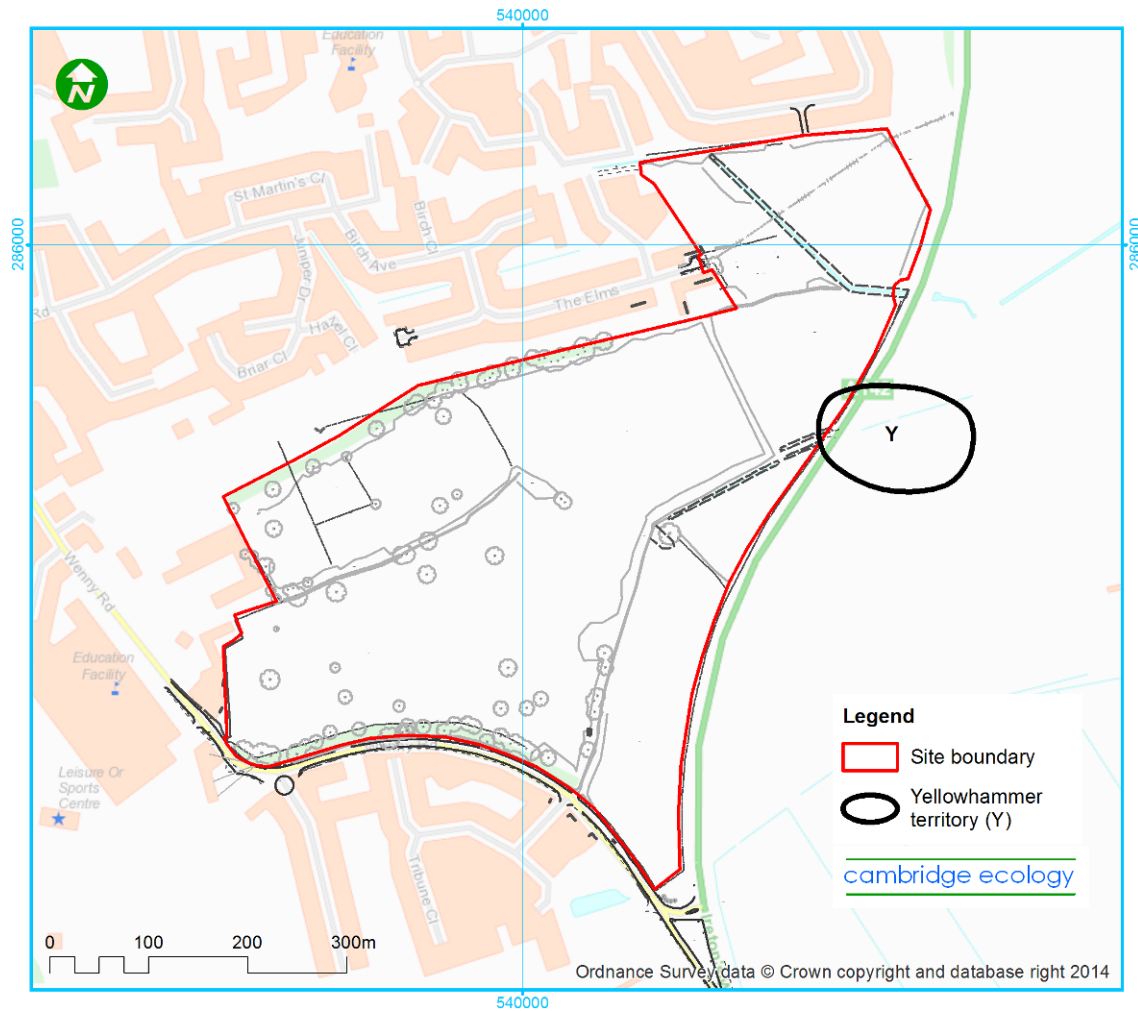 540000
Education
Facility
N
St Martin's Cl
Birch Cl
Birch Ave
Juniper Dr
286000
286000
The Elms
Rd
Hazel Cl
Briar Cl
Y
Wenny Rd
Education
Facility
Leisure Or
Sports
Centre
Tribune Cl
Legend
Site boundary
Yellowhammer
territory (Y)
cambridge ecology
0 100 200 300m
Ordnance Survey data © Crown copyright and database right 2014
540000